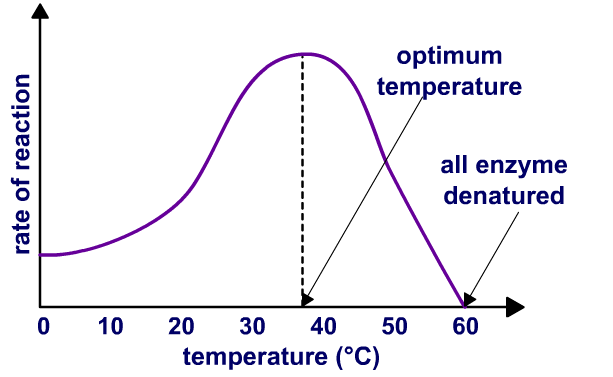 optimum
temperature
all enzyme
denatured
rate of reaction
0 10 20 30 40 50 60
temperature (°C)